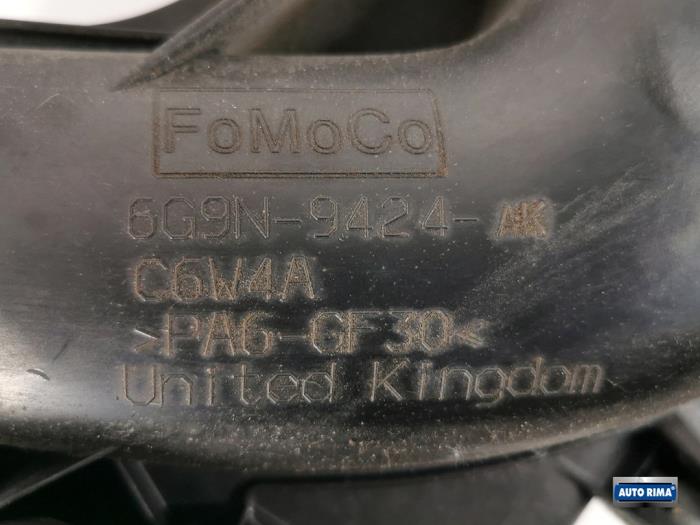 FoMoCo
6G9N-9424-AK
C6W4A
>PA6-GF30<
United Kingdom
AUTO RIMA